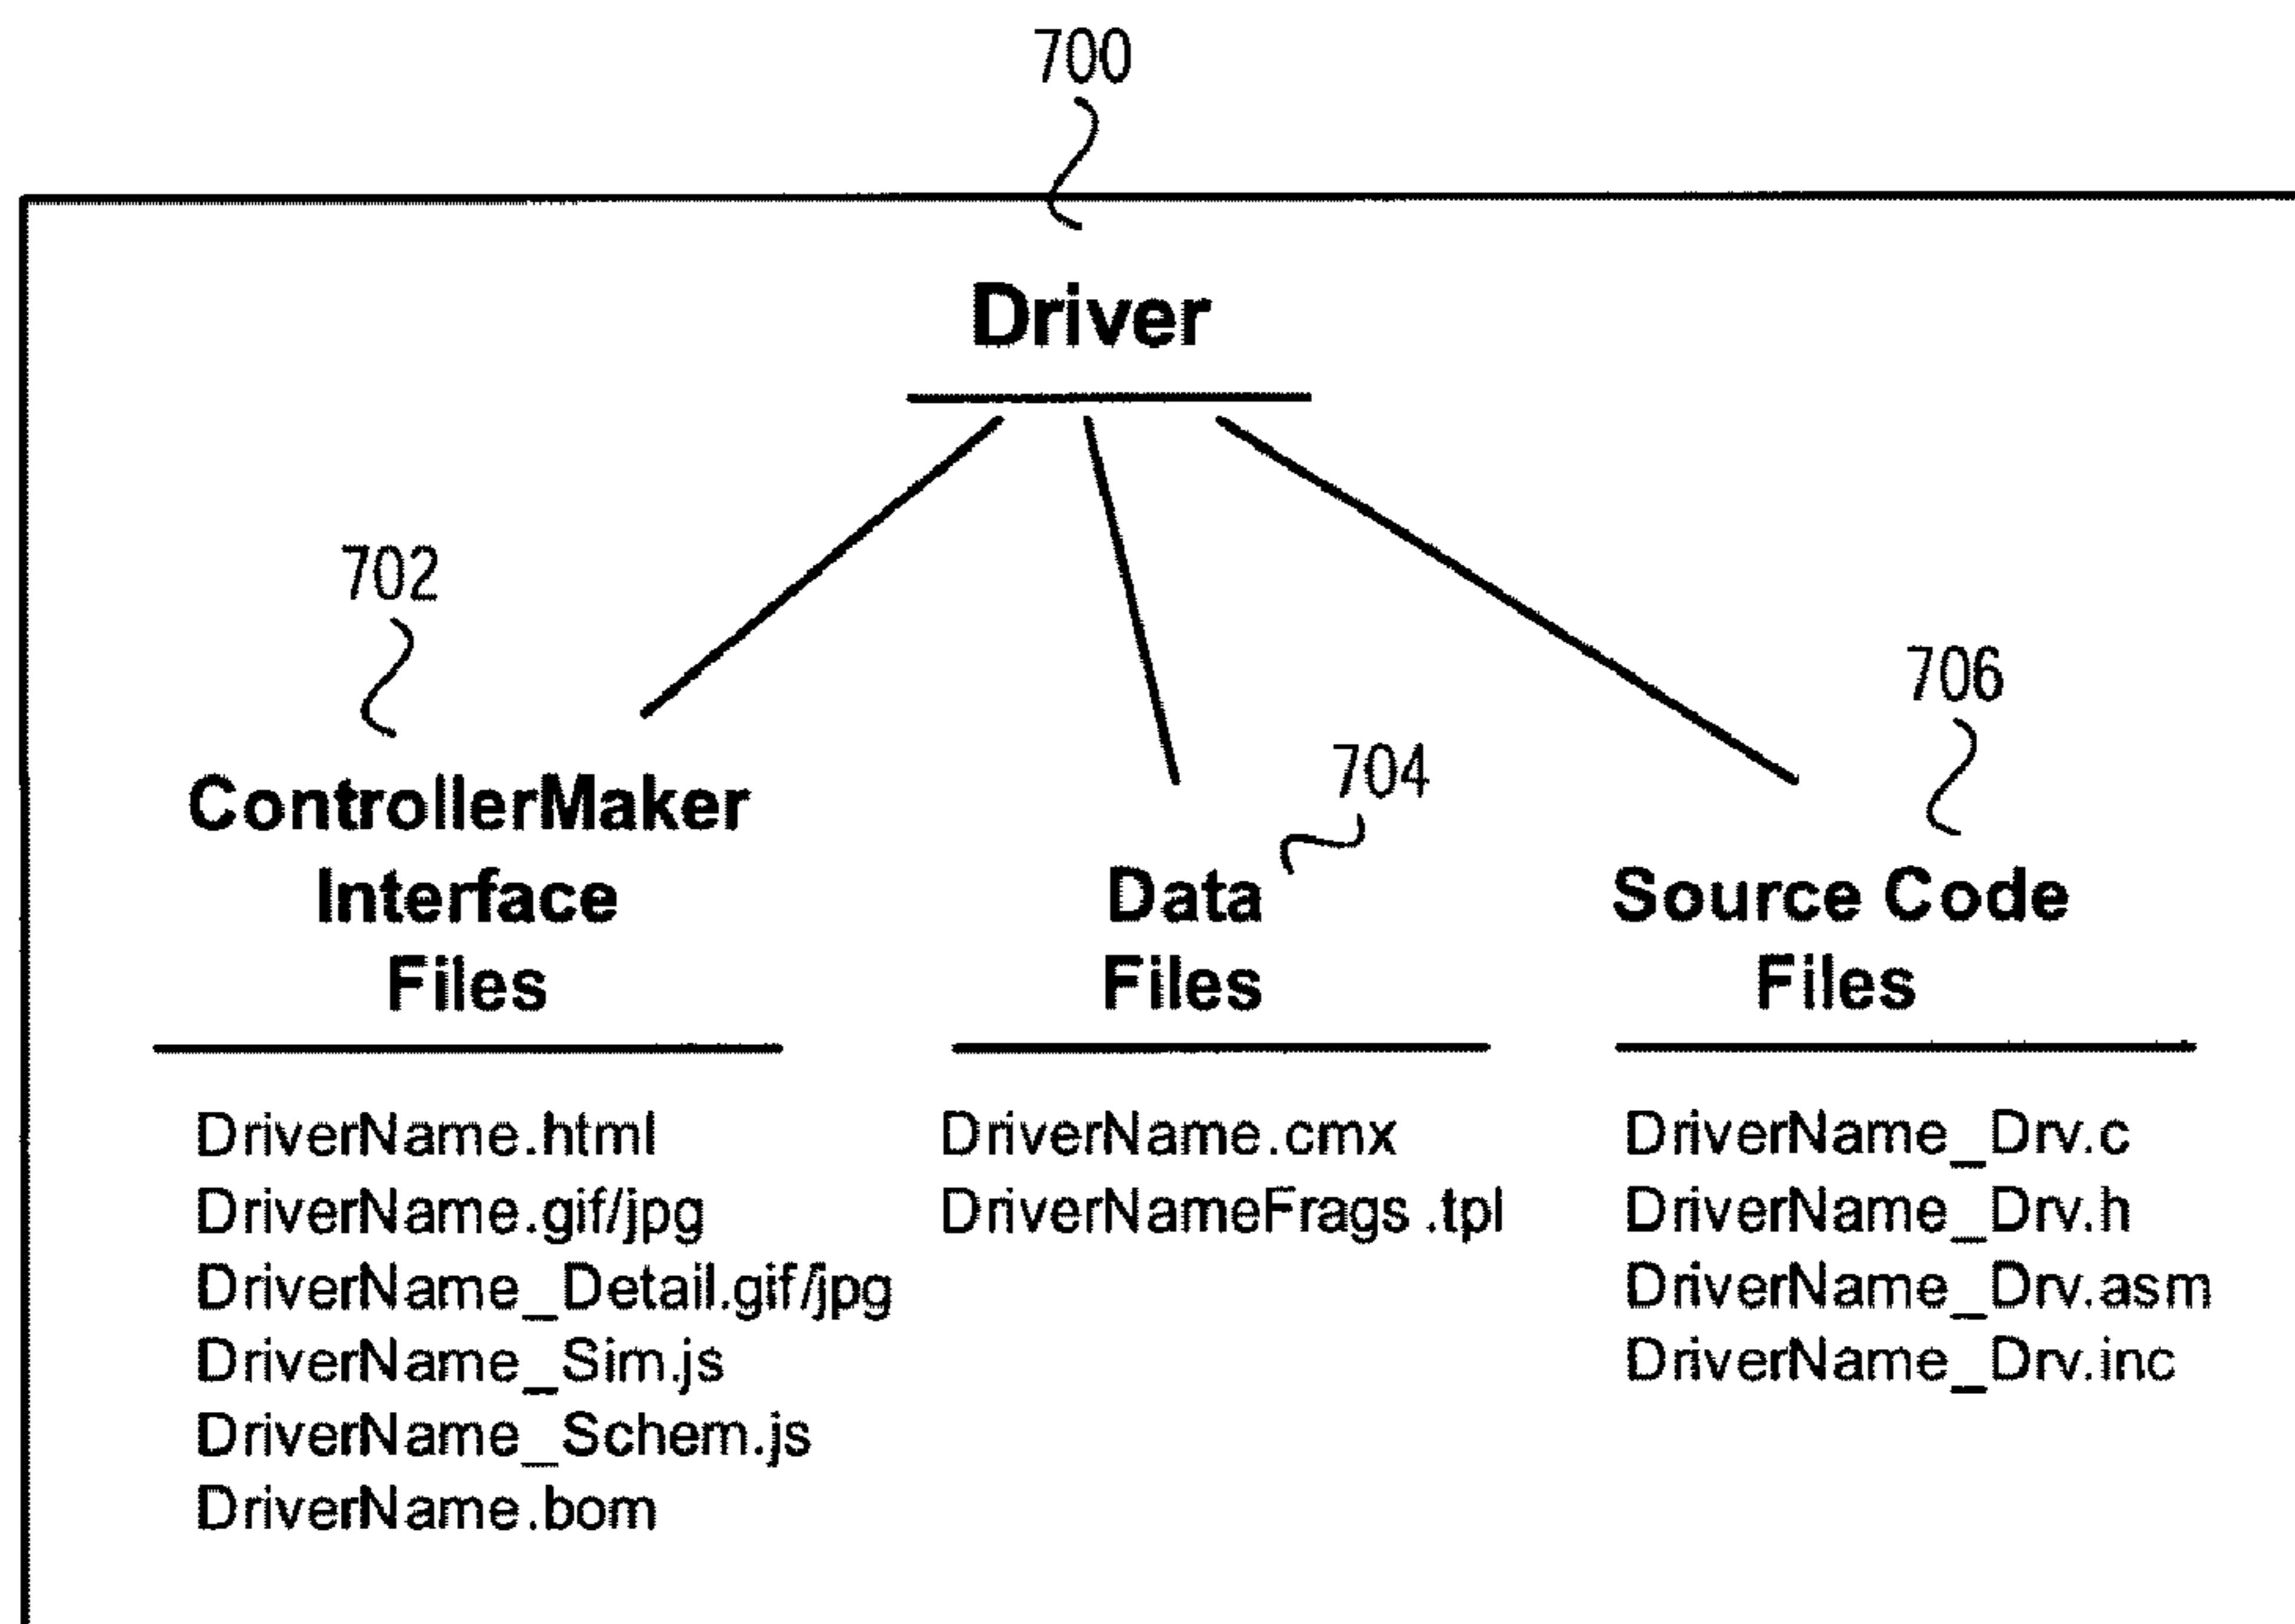 700
Driver
702
ControllerMaker
Interface
Files
704
Data
Files
706
Source Code
Files
DriverName.html
DriverName.gif/jpg
DriverName_Detail.gif/jpg
DriverName_Sim.js
DriverName_Schem.js
DriverName.bom
DriverName.cmx
DriverNameFrags .tpl
DriverName_Drv.c
DriverName_Drv.h
DriverName_Drv.asm
DriverName_Drv.inc